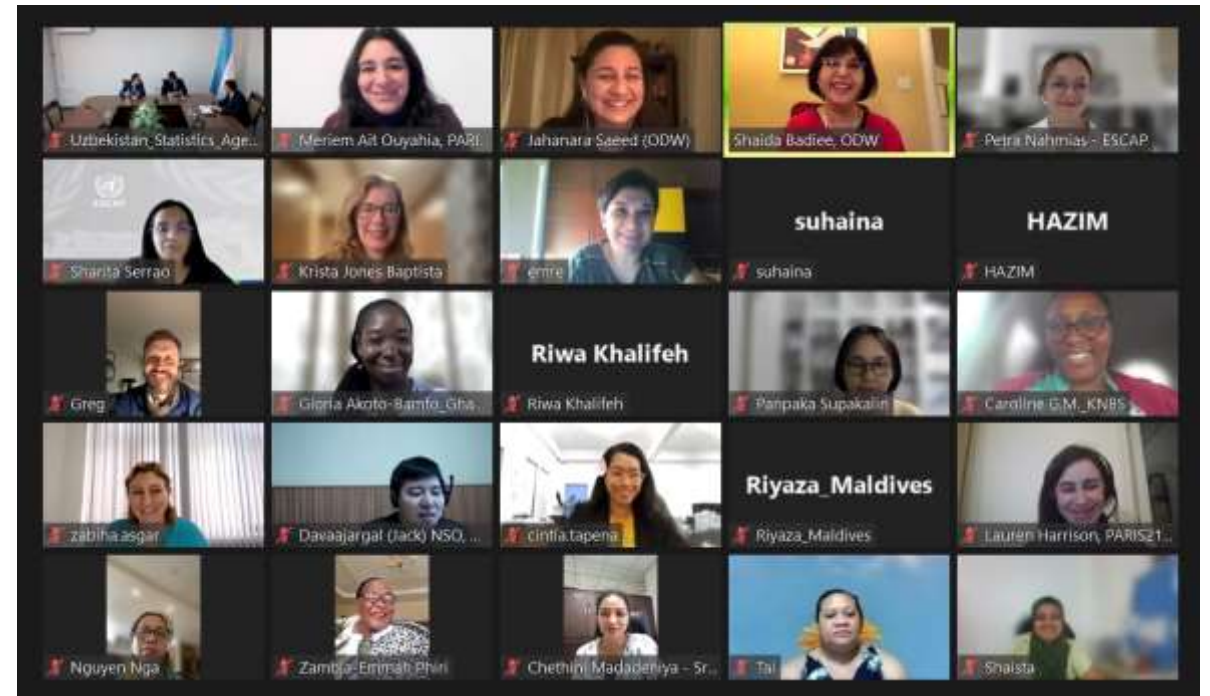 Uzbekistan_Statistics_Age...
Meriem Ait Ouyahia, PARI...
Jahanara Saeed (ODW)
Shaida Badiee, ODW
Petra Nahmias - ESCAP
ESCAP
Sharita Serrao
Krista Jones Baptista
emre
suhaina
suhaina
HAZIM
HAZIM
Greg
Gloria Akoto-Bamfo_Gha...
Riwa Khalifeh
Riwa Khalifeh
Panpaka Supakalin
Caroline G.M._KNBS
zabiha.asgar
Davaajargal (Jack) NSO, ...
cintia.tapena
Riyaza_Maldives
Riyaza_Maldives
Lauren Harrison, PARIS21...
Nguyen Nga
Zambia-Emmah Phiri
Chethini Madadeniya - Sr...
Tai
Shaista